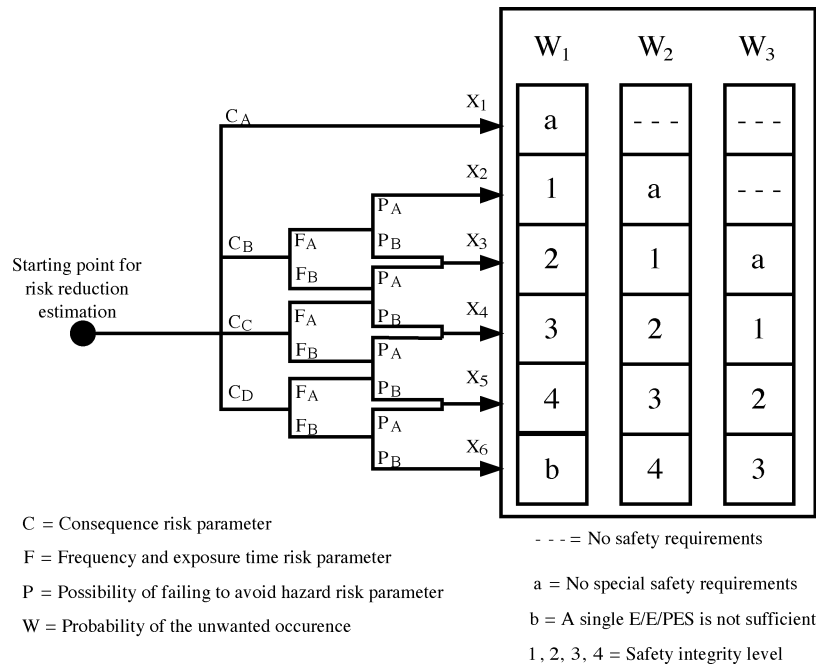 W1 W2 W3
CA X1 a - - - - - -
X2 1 a - - -
PA
CB FA PB X3 2 1 a
FB PA
Starting point for
risk reduction
estimation
CC FA PB X4 3 2 1
FB PA
X5 4 3 2
CD FA PB
FB PA
PB X6 b 4 3
C = Consequence risk parameter
F = Frequency and exposure time risk parameter
P = Possibility of failing to avoid hazard risk parameter
W = Probability of the unwanted occurence
- - - = No safety requirements
a = No special safety requirements
b = A single E/E/PES is not sufficient
1, 2, 3, 4 = Safety integrity level